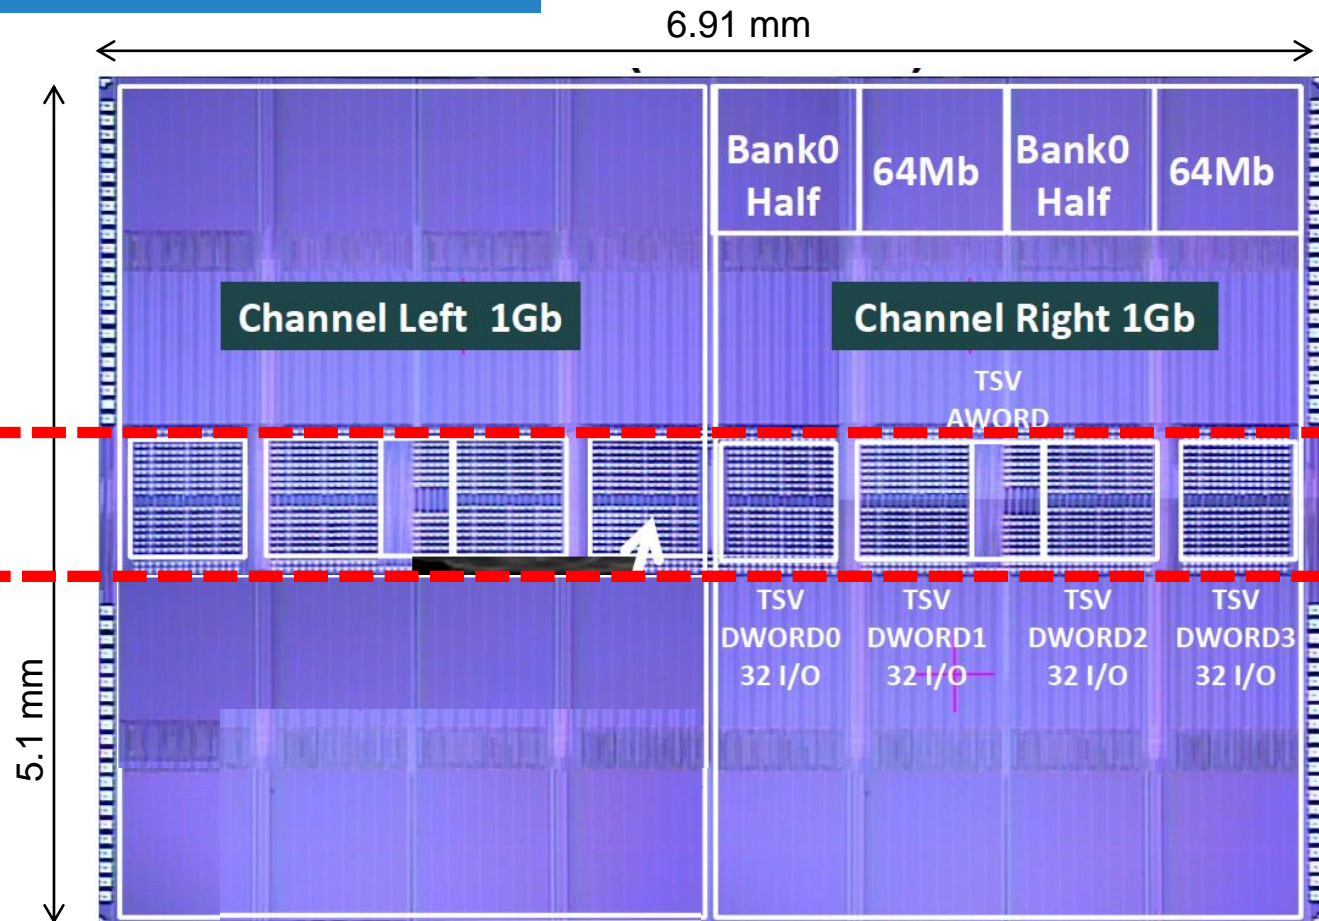 6.91 mm
Bank0
Half
64Mb
Bank0
Half
64Mb
Channel Left 1Gb
Channel Right 1Gb
TSV
AWORD
TSV
DWORD0
32 I/O
TSV
DWORD1
32 I/O
TSV
DWORD2
32 I/O
TSV
DWORD3
32 I/O
5.1 mm